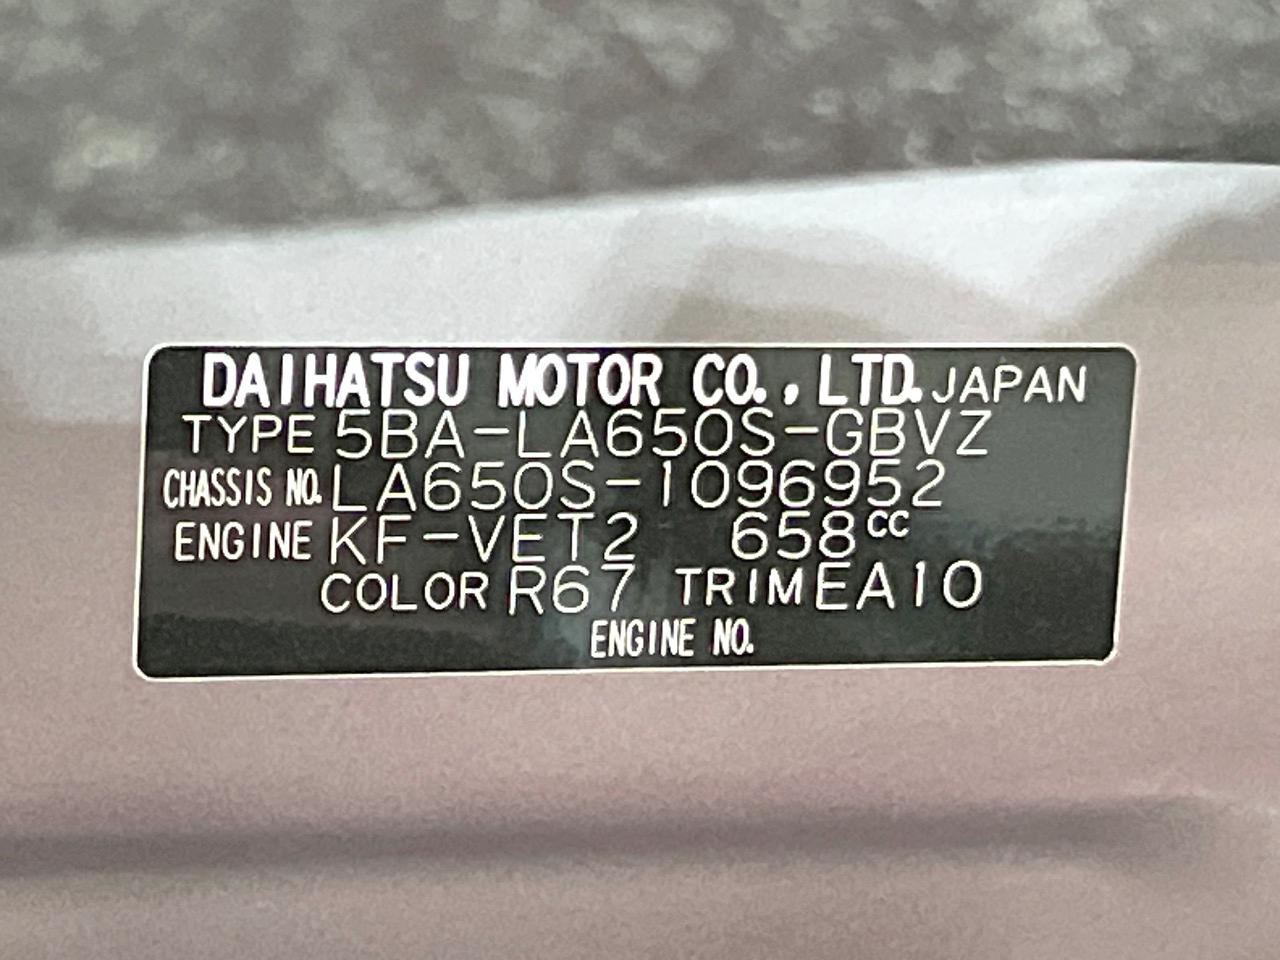 DAIHATSU MOTOR CO., LTD. JAPAN
TYPE 5BA-LA650S-GBVZ
CHASSIS NO. LA650S-1096952
ENGINE KF-VET2 658cc
COLOR R67 TRIM EA10
ENGINE NO.